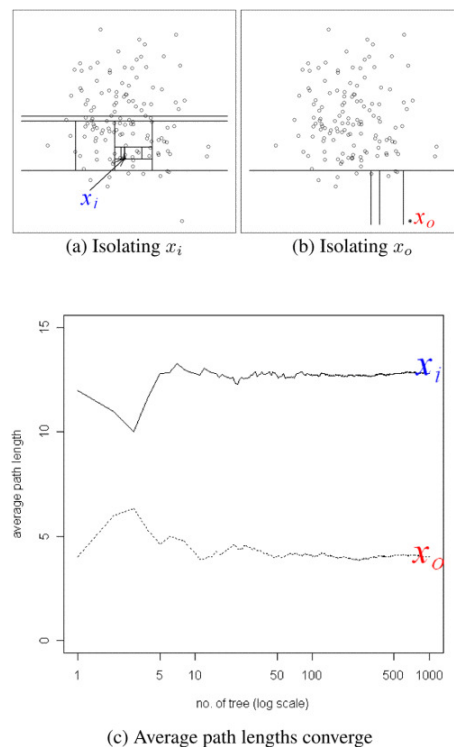 x_i
x_o
(a) Isolating x_i
(b) Isolating x_o
15
10
5
0
average path length
x_i
x_o
1
5
10
50
100
500
1000
no. of tree (log scale)
(c) Average path lengths converge